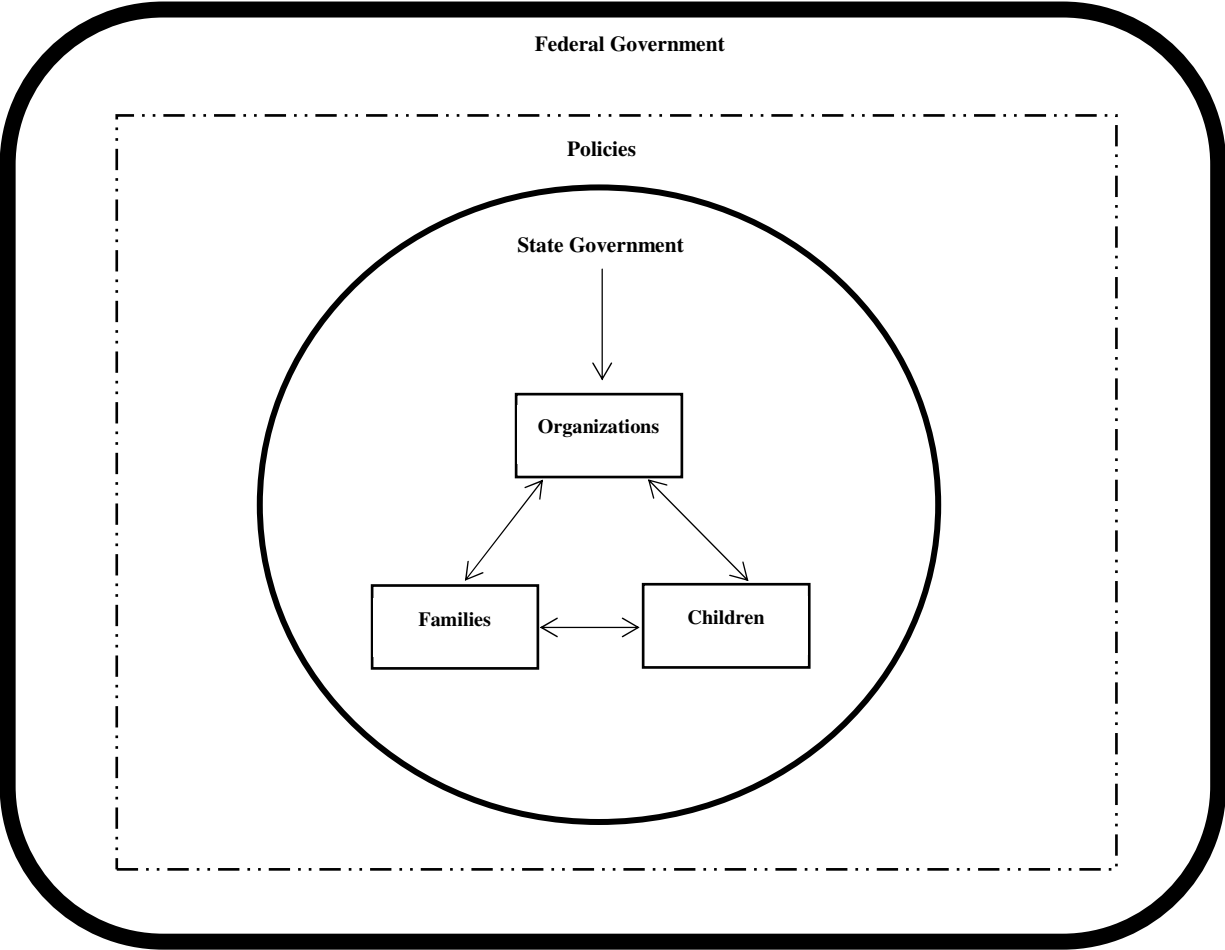 Federal Government
Policies
State Government
Organizations
Families
Children